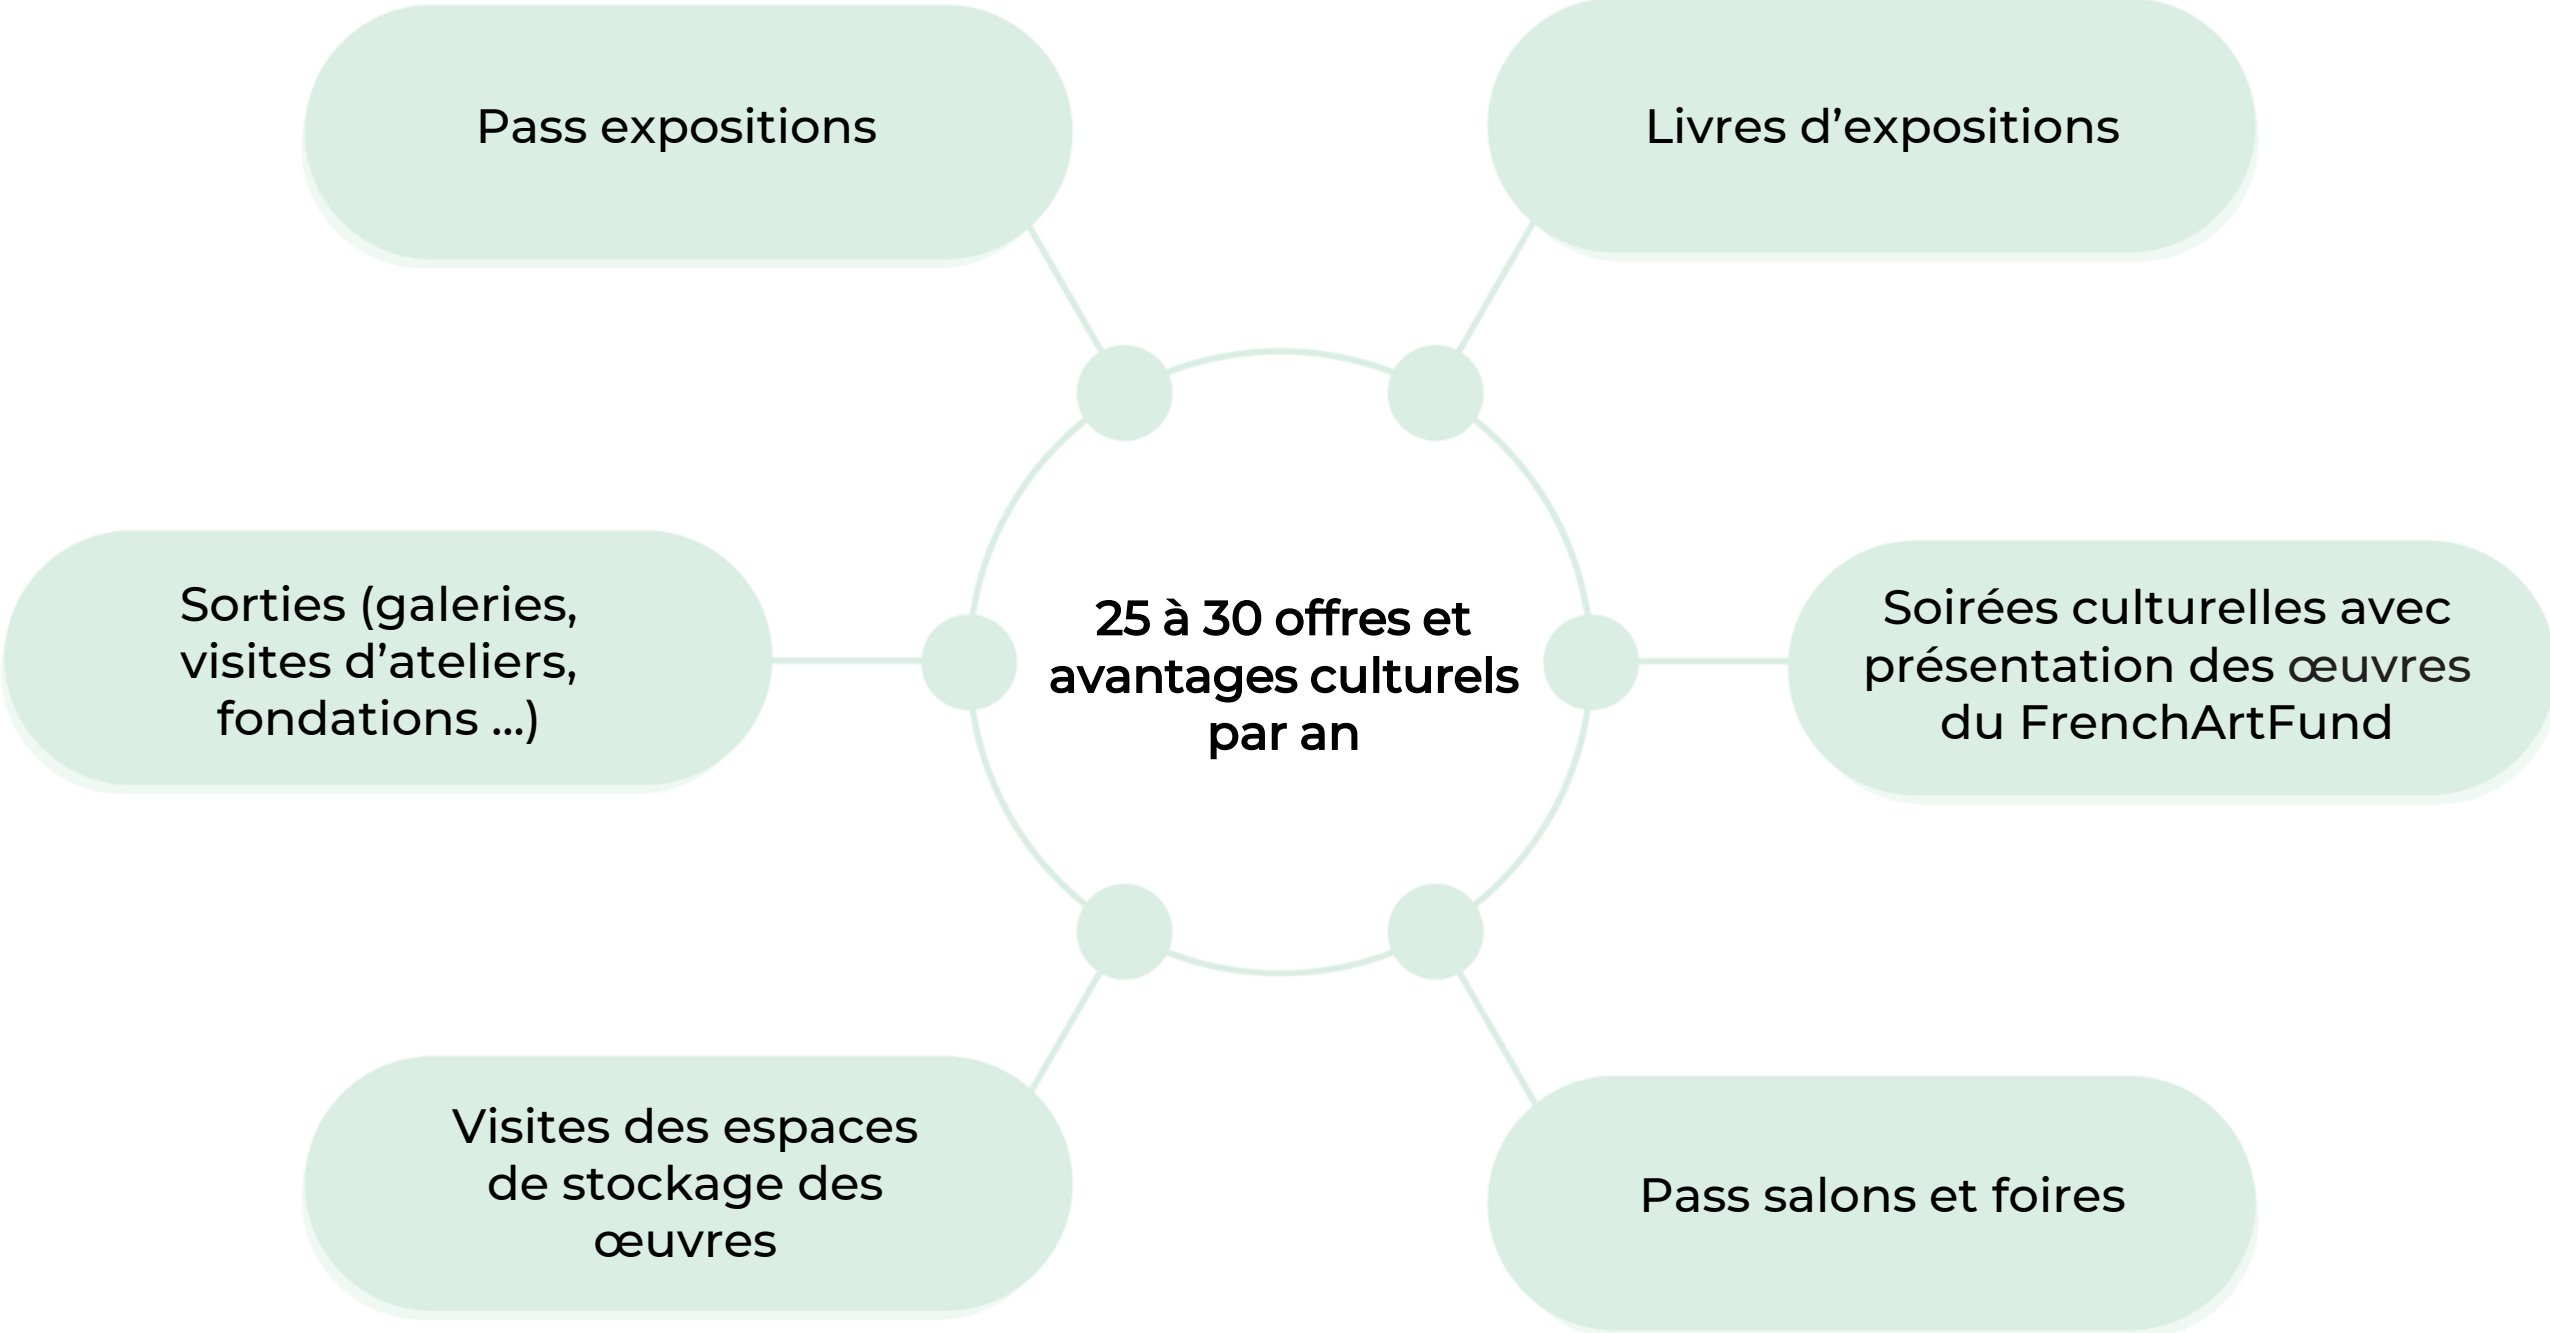 Pass expositions
Livres d’expositions
Sorties (galeries,
visites d’ateliers,
fondations ...)
25 à 30 offres et
avantages culturels
par an
Soirées culturelles avec
présentation des œuvres
du FrenchArtFund
Visites des espaces
de stockage des
œuvres
Pass salons et foires